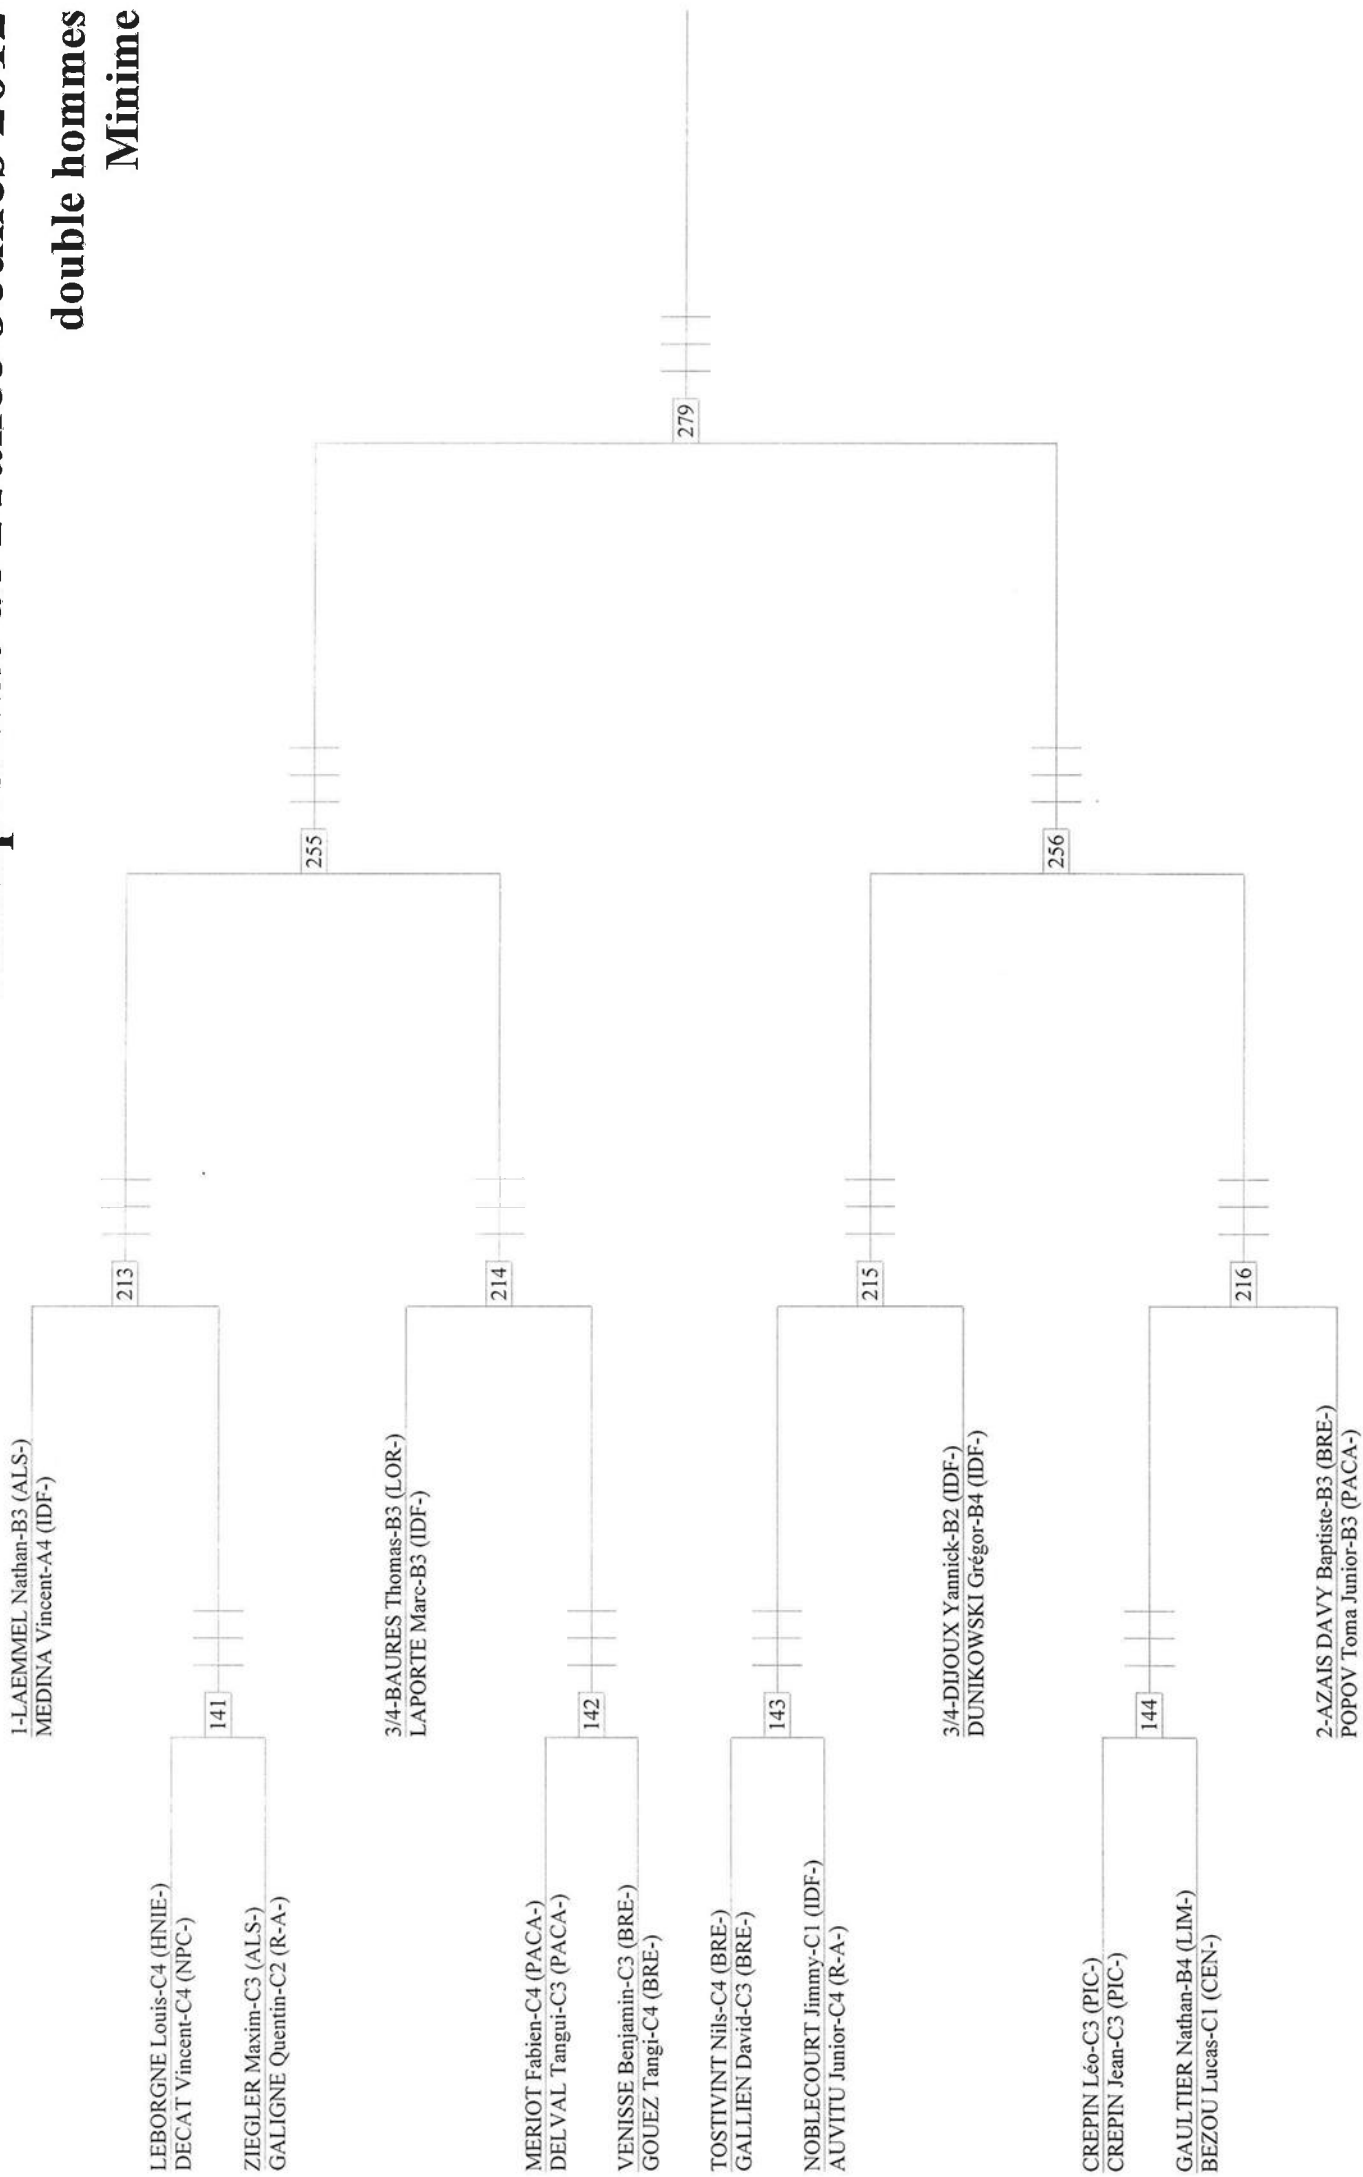 double hommes
Minime
1-LAEMMEL Nathan-B3 (ALS-)
MEDINA Vincent-A4 (IDF-)
213
LEBORGNE Louis-C4 (HNIE-)
DECAT Vincent-C4 (NPC-)
141
ZIEGLER Maxim-C3 (ALS-)
GALIGNE Quentin-C2 (R-A-)
255
3/4-BAURES Thomas-B3 (LOR-)
LAPORTE Marc-B3 (IDF-)
214
MERIOT Fabien-C4 (PACA-)
DELVAL Tangui-C3 (PACA-)
142
VENISSE Benjamin-C3 (BRE-)
GOUEZ Tangi-C4 (BRE-)
279
TOSTIVINT Nils-C4 (BRE-)
GALLIEN David-C3 (BRE-)
143
NOBLECOURT Jimmy-C1 (IDF-)
AUVITU Junior-C4 (R-A-)
215
3/4-DIJOUX Yannick-B2 (IDF-)
DUNIKOWSKI Grégor-B4 (IDF-)
256
CREPIN Léo-C3 (PIC-)
CREPIN Jean-C3 (PIC-)
144
GAULTIER Nathan-B4 (LIM-)
BEZOU Lucas-C1 (CEN-)
216
2-AZAIS DAVY Baptiste-B3 (BRE-)
POPOV Toma Junior-B3 (PACA-)